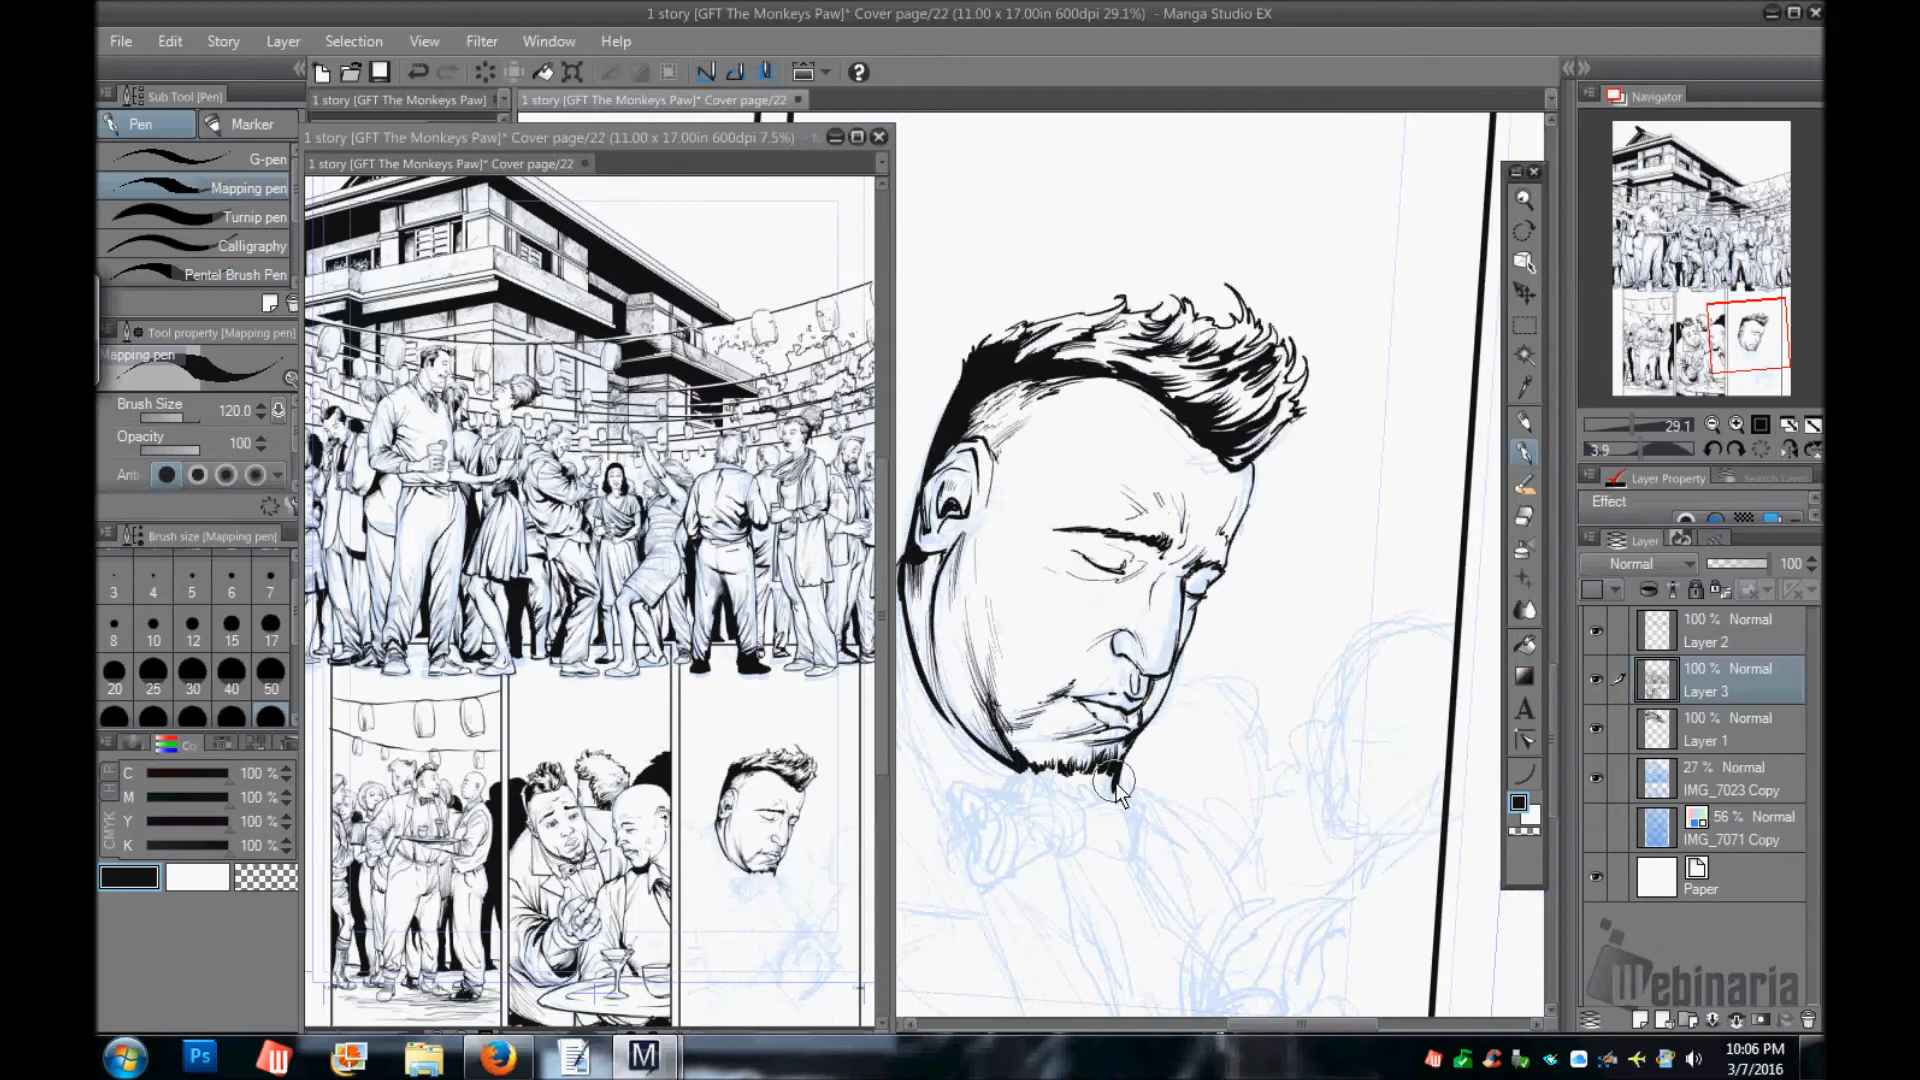 1 story [GFT The Monkeys Paw]* Cover page/22 (11.00 x 17.00in 600dpi 29.1%) - Manga Studio EX
File Edit Story Layer Selection View Filter Window Help
Sub Tool [Pen]
Pen Marker
G-pen
Mapping pen
Turnip pen
Calligraphy
Pentel Brush Pen
Tool property [Mapping pen]
Mapping pen
Brush Size 120.0
Opacity 100
Anti
Brush size [Mapping pen]
3 4 5 6 7
8 10 12 15 17
20 25 30 40 50
Co
C 100 %
M 100 %
Y 100 %
K 100 %
CMYK
1 story [GFT The Monkeys Paw]
1 story [GFT The Monkeys Paw]* Cover page/22
1 story [GFT The Monkeys Paw]* Cover page/22 (11.00 x 17.00in 600dpi 7.5%)
1 story [GFT The Monkeys Paw]* Cover page/22
Navigator
29.1
3.9
Layer Property Search Layer
Effect
Layer
Normal 100
100 % Normal
Layer 2
100 % Normal
Layer 3
100 % Normal
Layer 1
27 % Normal
IMG_7023 Copy
56 % Normal
IMG_7071 Copy
Paper
Webinaria
Ps
M
10:06 PM
3/7/2016